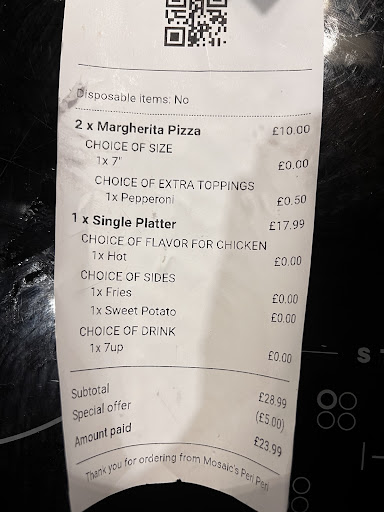 Disposable items: No
2 x Margherita Pizza £10.00
CHOICE OF SIZE
1x 7" £0.00
CHOICE OF EXTRA TOPPINGS
1x Pepperoni £0.50
1 x Single Platter £17.99
CHOICE OF FLAVOR FOR CHICKEN
1x Hot £0.00
CHOICE OF SIDES
1x Fries £0.00
1x Sweet Potato £0.00
CHOICE OF DRINK
1x 7up £0.00
Subtotal £28.99
Special offer (£5.00)
Amount paid £23.99
Thank you for ordering from Mosaic's Peri Peri
S